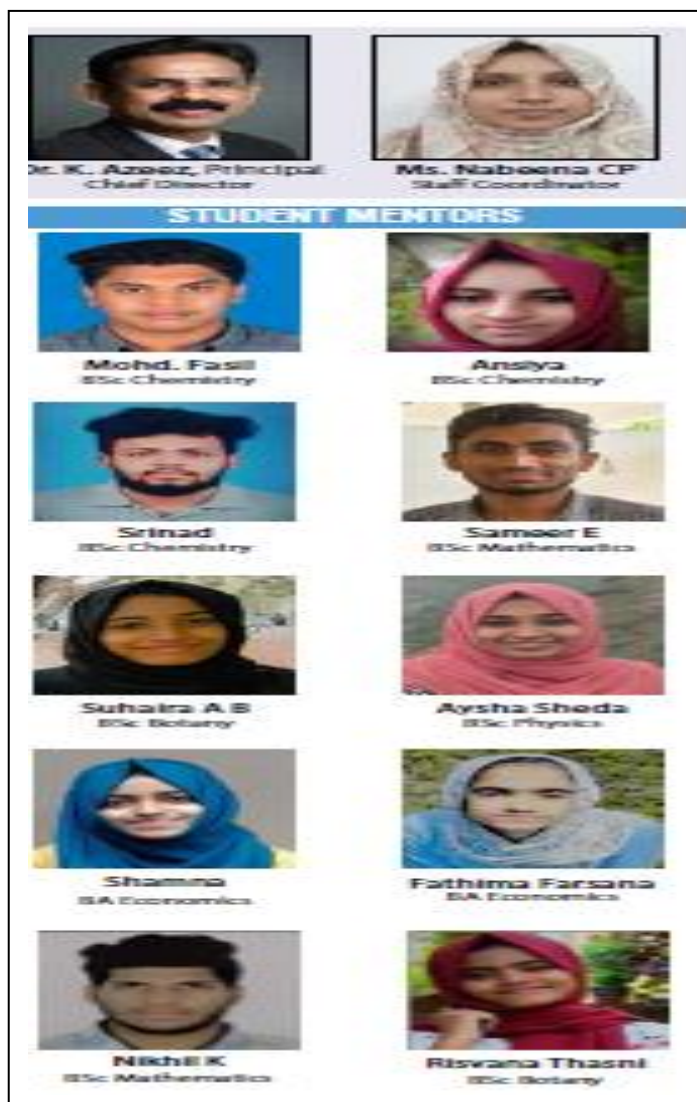 Dr. K. Azeez, Principal
Chief Director
Ms. Nabeena CP
Staff Coordinator
STUDENT MENTORS
Mohd. Fasil
BSc Chemistry
Ansiya
BSc Chemistry
Srinad
BSc Chemistry
Sameer E
BSc Mathematics
Suhaira A B
BSc Botany
Aysha Sheda
BSc Physics
Shamna
BA Economics
Fathima Farsana
BA Economics
Nikhil K
BSc Mathematics
Risvana Thasni
BSc Botany